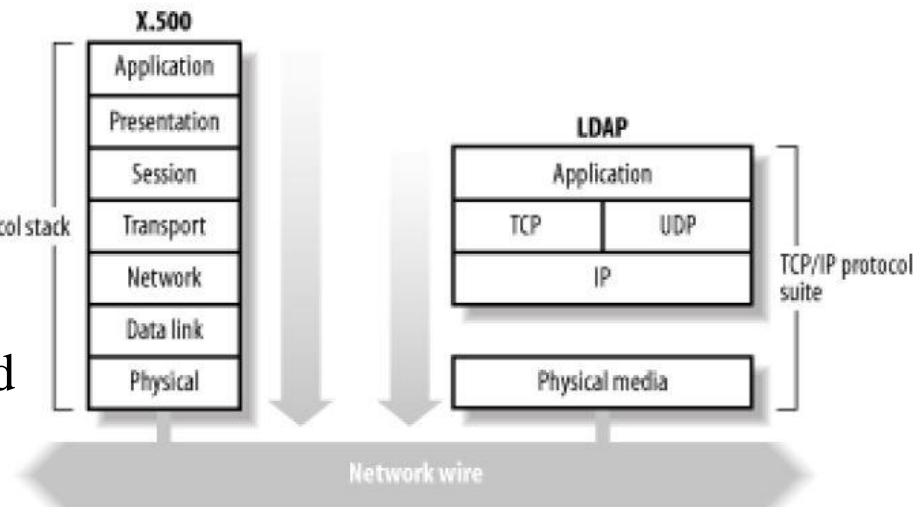 X.500
Application
Presentation
Session
Transport
Network
Data link
Physical
col stack
d
LDAP
Application
TCP UDP
IP
Physical media
TCP/IP protocol
suite
Network wire